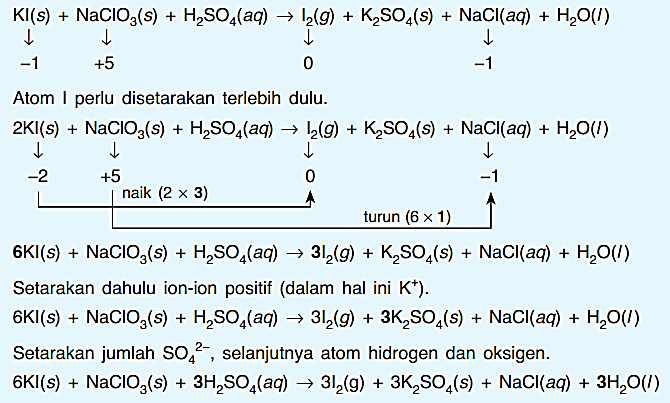 KI(s) + NaClO₃(s) + H₂SO₄(aq) → I₂(g) + K₂SO₄(s) + NaCl(aq) + H₂O(l)
↓ ↓ ↓ ↓
−1 +5 0 −1
Atom I perlu disetarakan terlebih dulu.
2KI(s) + NaClO₃(s) + H₂SO₄(aq) → I₂(g) + K₂SO₄(s) + NaCl(aq) + H₂O(l)
↓ ↓ ↓ ↓
−2 +5 0 −1
naik (2 × 3)
turun (6 × 1)
6KI(s) + NaClO₃(s) + H₂SO₄(aq) → 3I₂(g) + K₂SO₄(s) + NaCl(aq) + H₂O(l)
Setarakan dahulu ion-ion positif (dalam hal ini K⁺).
6KI(s) + NaClO₃(s) + H₂SO₄(aq) → 3I₂(g) + 3K₂SO₄(s) + NaCl(aq) + H₂O(l)
Setarakan jumlah SO₄²⁻, selanjutnya atom hidrogen dan oksigen.
6KI(s) + NaClO₃(s) + 3H₂SO₄(aq) → 3I₂(g) + 3K₂SO₄(s) + NaCl(aq) + 3H₂O(l)